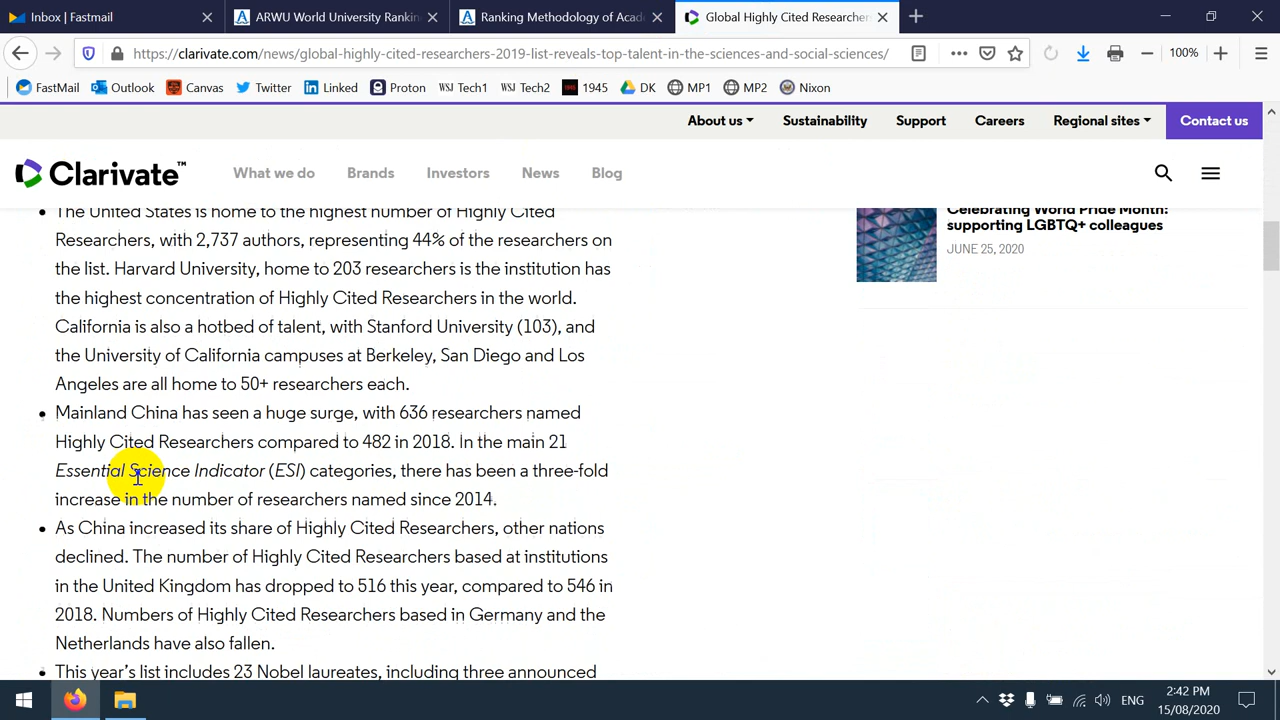 Inbox | Fastmail
ARWU World University Rankin
Ranking Methodology of Acad
Global Highly Cited Researchers
https://clarivate.com/news/global-highly-cited-researchers-2019-list-reveals-top-talent-in-the-sciences-and-social-sciences/
100%
FastMail
Outlook
Canvas
Twitter
Linked
Proton
WSJ Tech1
WSJ Tech2
1945
DK
MP1
MP2
Nixon
About us
Sustainability
Support
Careers
Regional sites
Contact us
Clarivate™
What we do
Brands
Investors
News
Blog
The United States is home to the highest number of Highly Cited
Researchers, with 2,737 authors, representing 44% of the researchers on
the list. Harvard University, home to 203 researchers is the institution has
the highest concentration of Highly Cited Researchers in the world.
California is also a hotbed of talent, with Stanford University (103), and
the University of California campuses at Berkeley, San Diego and Los
Angeles are all home to 50+ researchers each.
Mainland China has seen a huge surge, with 636 researchers named
Highly Cited Researchers compared to 482 in 2018. In the main 21
Essential Science Indicator (ESI) categories, there has been a three-fold
increase in the number of researchers named since 2014.
As China increased its share of Highly Cited Researchers, other nations
declined. The number of Highly Cited Researchers based at institutions
in the United Kingdom has dropped to 516 this year, compared to 546 in
2018. Numbers of Highly Cited Researchers based in Germany and the
Netherlands have also fallen.
This year's list includes 23 Nobel laureates, including three announced
Celebrating World Pride Month:
supporting LGBTQ+ colleagues
JUNE 25, 2020
ENG
2:42 PM
15/08/2020